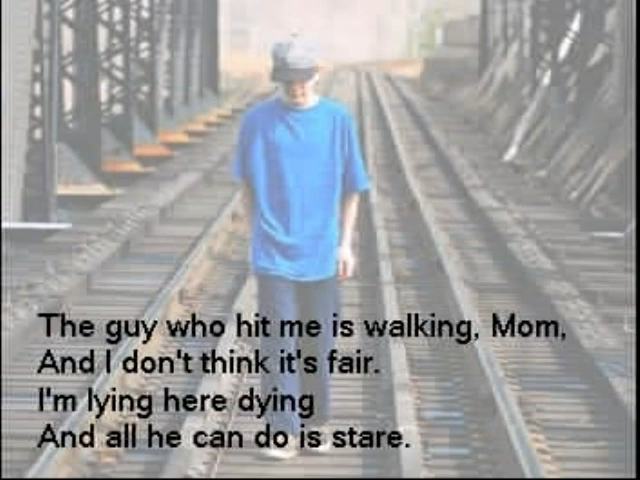 The guy who hit me is walking, Mom,
And I don't think it's fair.
I'm lying here dying
And all he can do is stare.